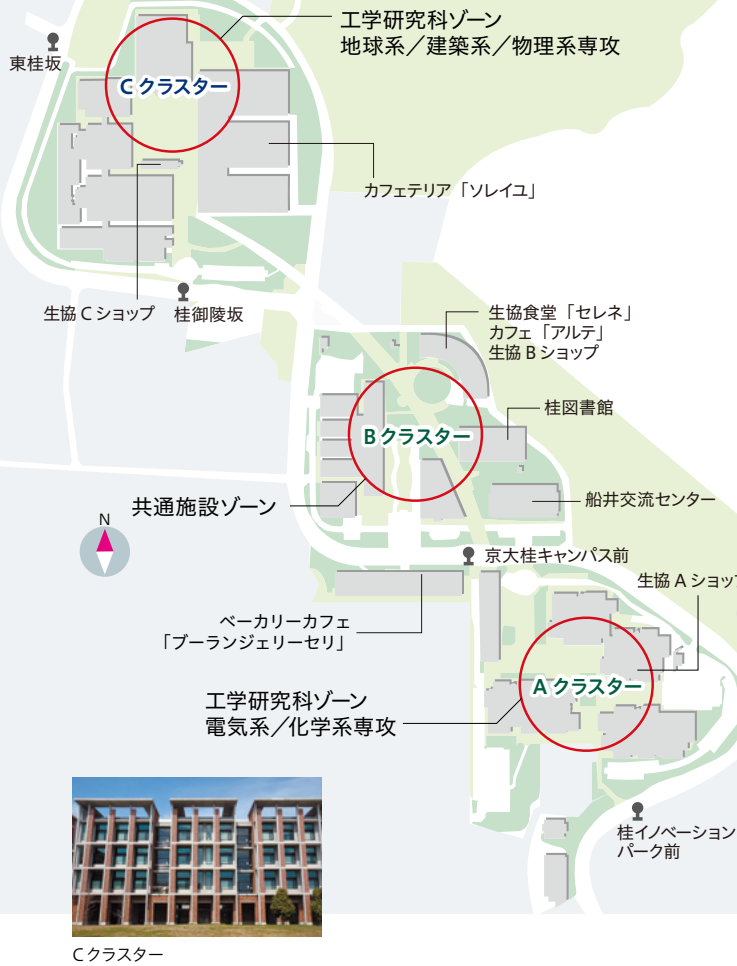 工学研究科ゾーン
地球系／建築系／物理系専攻
東桂坂
Cクラスター
カフェテリア「ソレイユ」
生協Cショップ
桂御陵坂
生協食堂「セレネ」
カフェ「アルテ」
生協Bショップ
Bクラスター
桂図書館
共通施設ゾーン
船井交流センター
N
京大桂キャンパス前
生協Aショップ
ベーカリーカフェ
「ブーランジェリーセリ」
Aクラスター
工学研究科ゾーン
電気系／化学系専攻
桂イノベーション
パーク前
Cクラスター